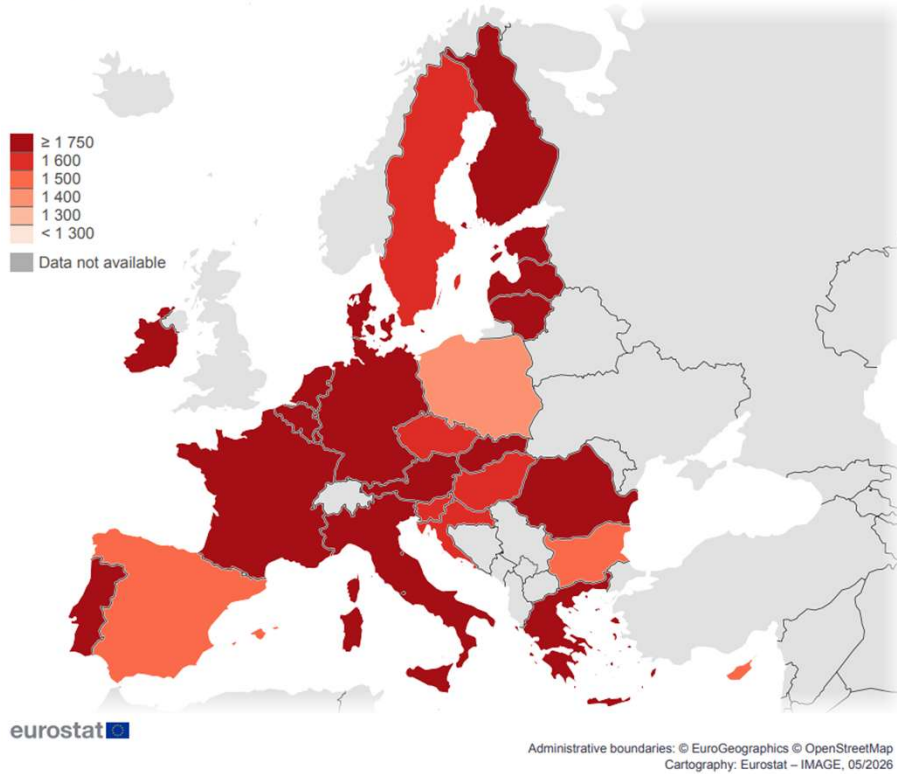 ≥ 1 750
1 600
1 500
1 400
1 300
< 1 300
Data not available
eurostat
Administrative boundaries: © EuroGeographics © OpenStreetMap
Cartography: Eurostat – IMAGE, 05/2026